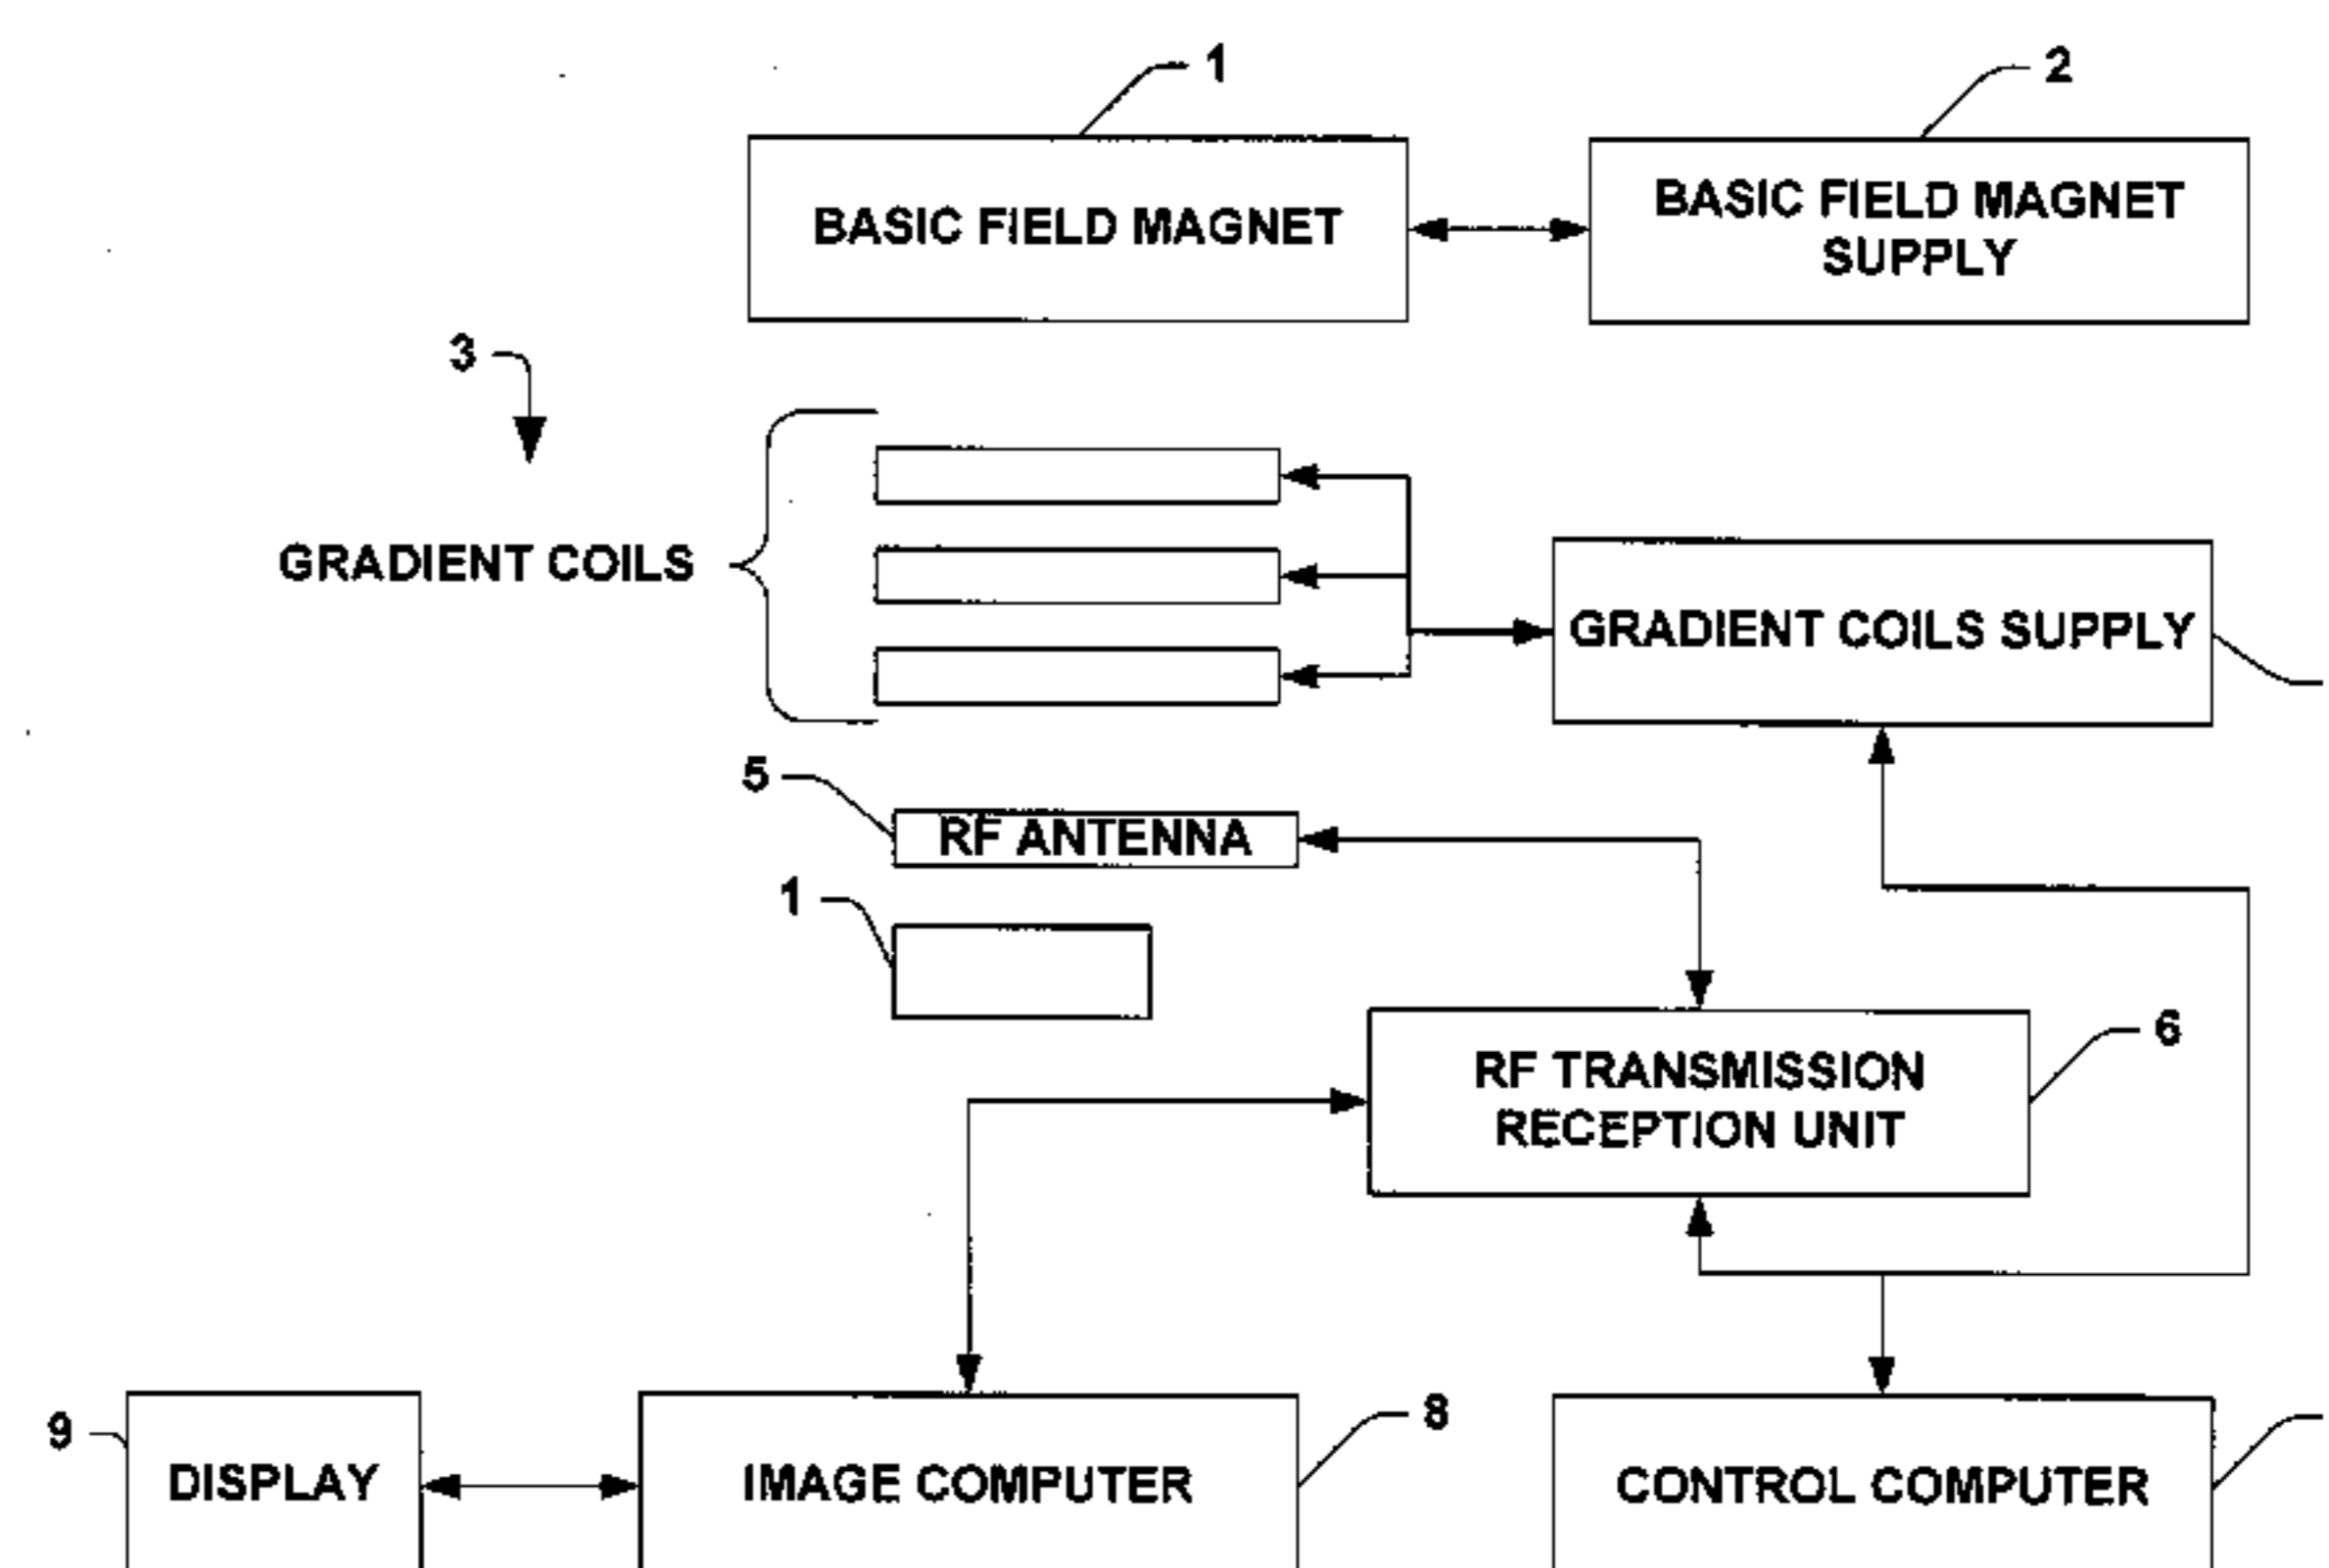 1
2
BASIC FIELD MAGNET
BASIC FIELD MAGNET
SUPPLY
3
GRADIENT COILS
GRADIENT COILS SUPPLY
5
RF ANTENNA
1
6
RF TRANSMISSION
RECEPTION UNIT
9
8
DISPLAY
IMAGE COMPUTER
CONTROL COMPUTER